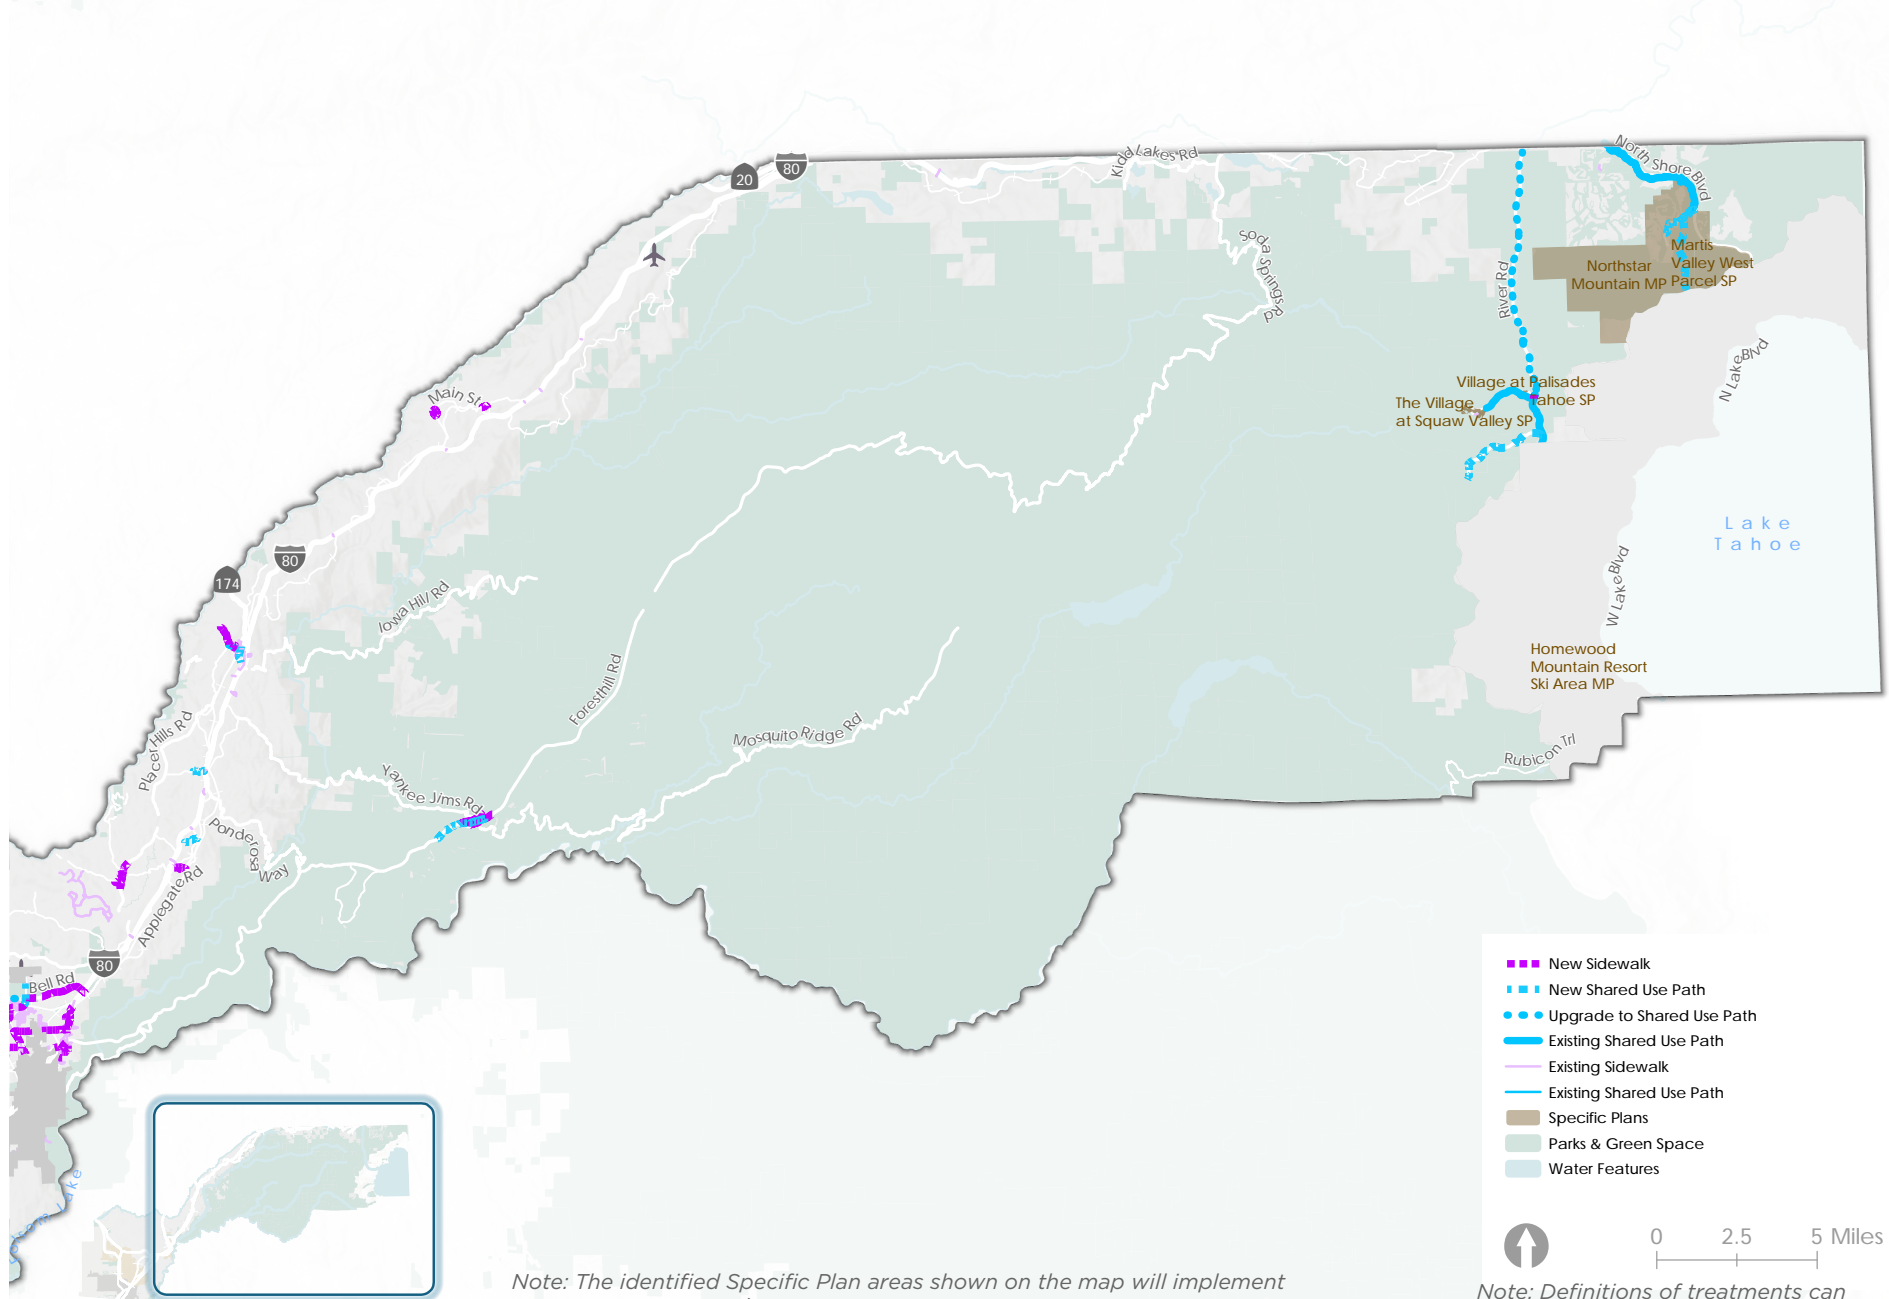 20
80
Kidd Lakes Rd
North Shore Blvd
Soda Springs Rd
River Rd
Martis
Valley West
Parcel SP
Northstar
Mountain MP
N Lake Blvd
Main St
Village at Palisades
Tahoe SP
The Village
at Squaw Valley SP
Lake
Tahoe
80
174
Iowa Hill Rd
W Lake Blvd
Homewood
Mountain Resort
Ski Area MP
Foresthill Rd
Placer Hills Rd
Mosquito Ridge Rd
Rubicon Trl
Yankee Jims Rd
Ponderosa Way
Applegate Rd
80
Bell Rd
New Sidewalk
New Shared Use Path
Upgrade to Shared Use Path
Existing Shared Use Path
Existing Sidewalk
Existing Shared Use Path
Specific Plans
Parks & Green Space
Water Features
Lake
0 2.5 5 Miles
Note: The identified Specific Plan areas shown on the map will implement
Note: Definitions of treatments can